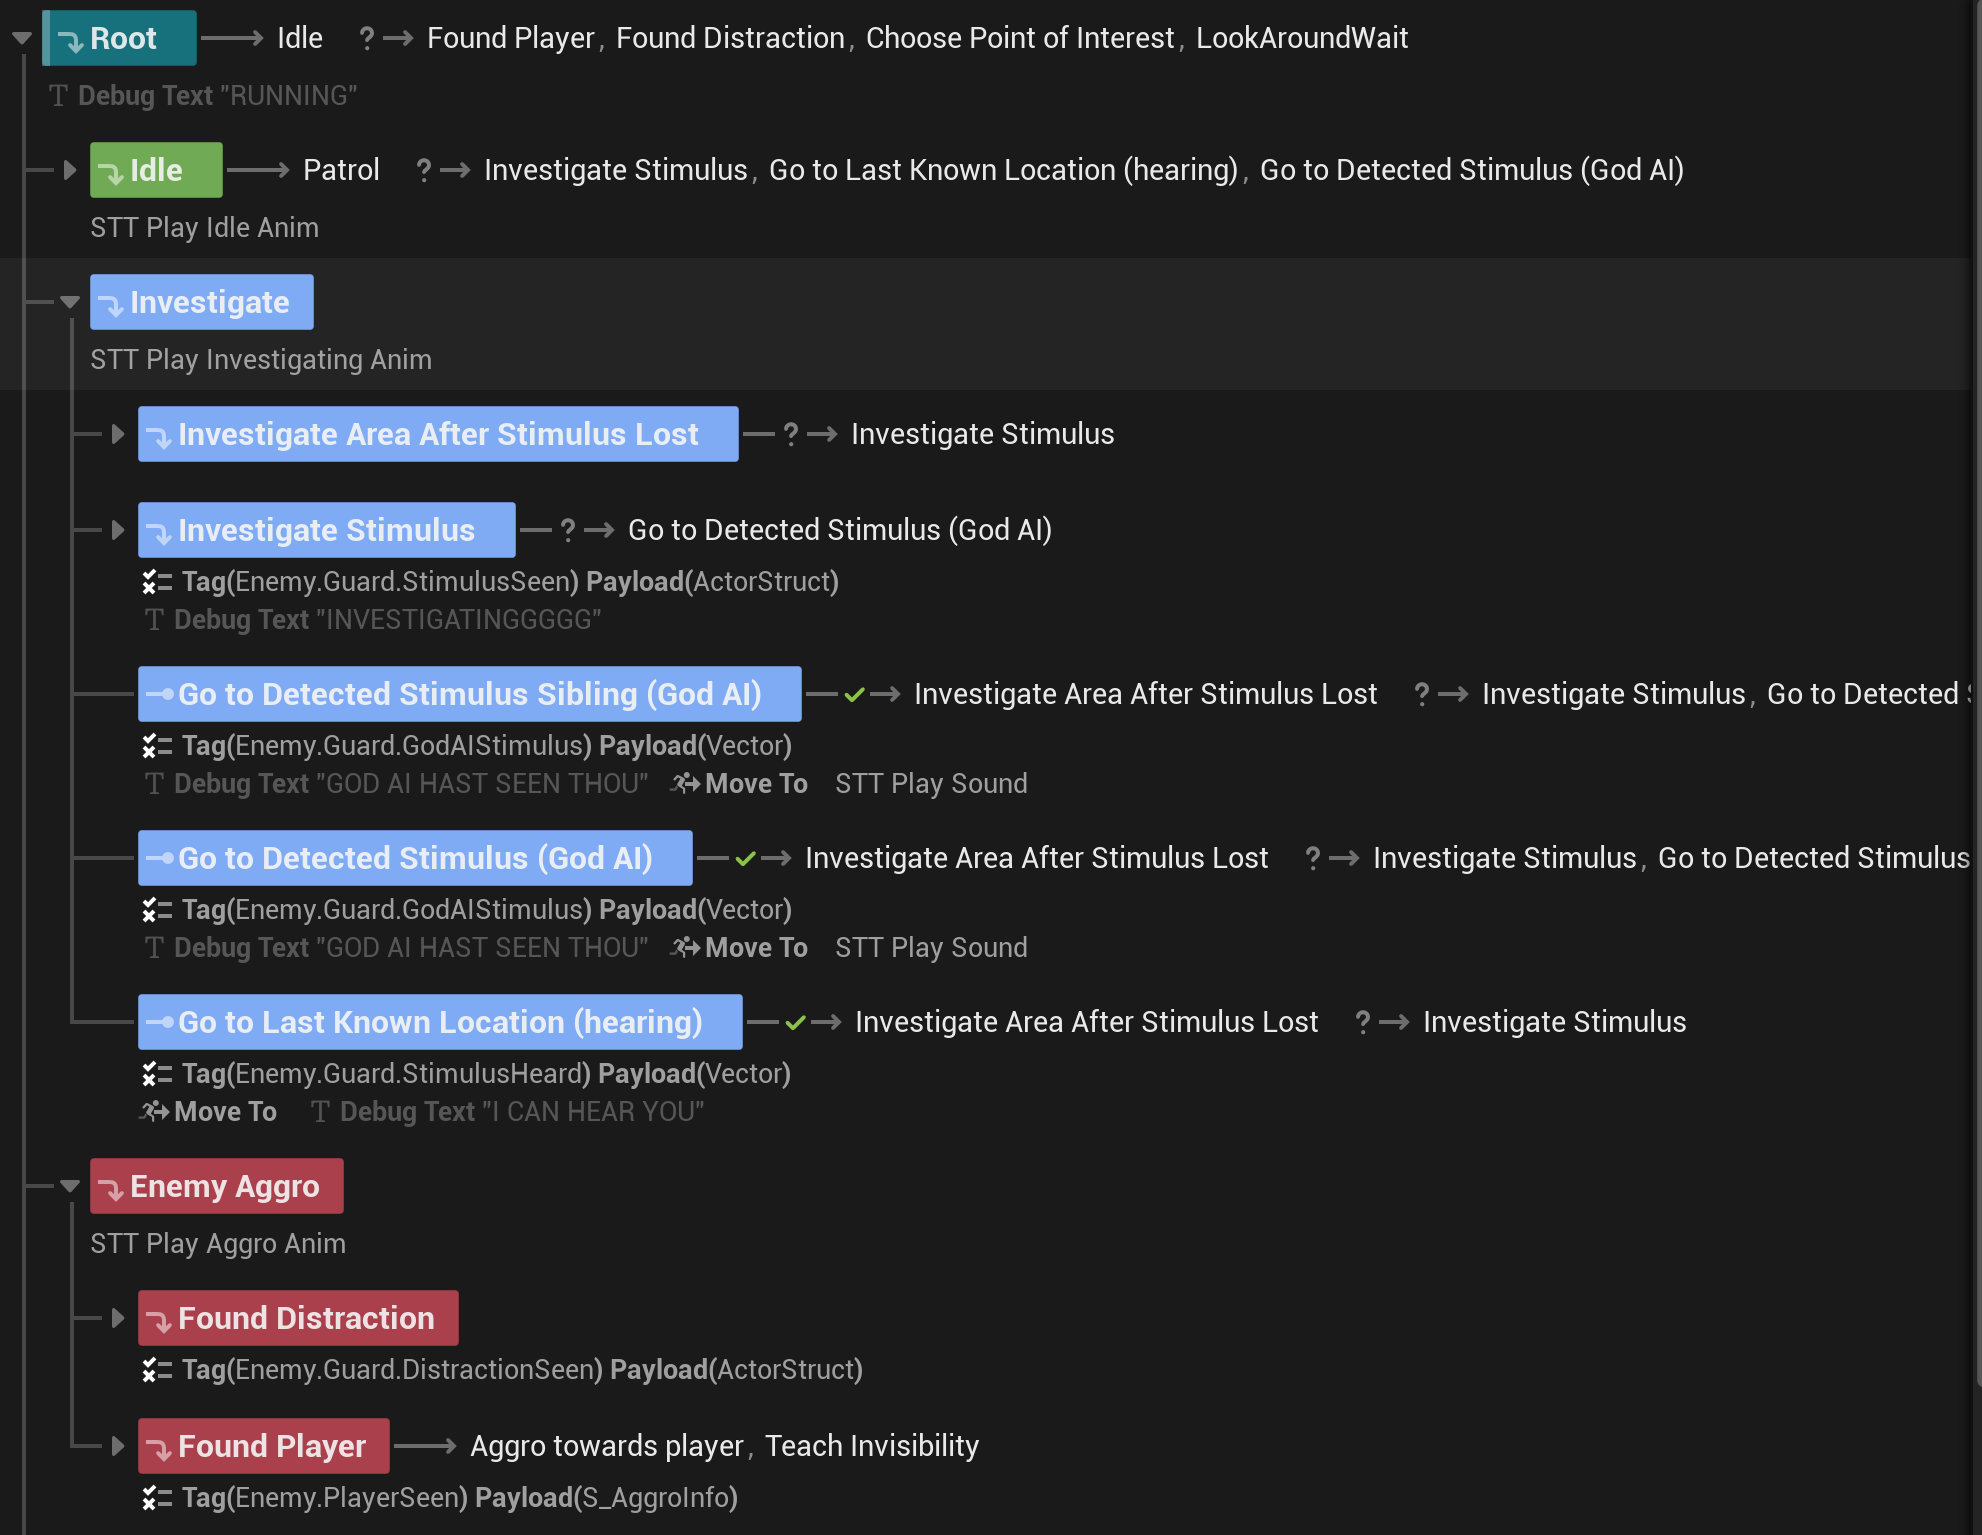 Root Idle ? Found Player, Found Distraction, Choose Point of Interest, LookAroundWait
T Debug Text "RUNNING"
Idle Patrol ? Investigate Stimulus, Go to Last Known Location (hearing), Go to Detected Stimulus (God AI)
STT Play Idle Anim
Investigate
STT Play Investigating Anim
Investigate Area After Stimulus Lost ? Investigate Stimulus
Investigate Stimulus ? Go to Detected Stimulus (God AI)
Tag(Enemy.Guard.StimulusSeen) Payload(ActorStruct)
T Debug Text "INVESTIGATINGGGGG"
Go to Detected Stimulus Sibling (God AI) Investigate Area After Stimulus Lost ? Investigate Stimulus, Go to Detected
Tag(Enemy.Guard.GodAIStimulus) Payload(Vector)
T Debug Text "GOD AI HAST SEEN THOU" Move To STT Play Sound
Go to Detected Stimulus (God AI) Investigate Area After Stimulus Lost ? Investigate Stimulus, Go to Detected Stimulus
Tag(Enemy.Guard.GodAIStimulus) Payload(Vector)
T Debug Text "GOD AI HAST SEEN THOU" Move To STT Play Sound
Go to Last Known Location (hearing) Investigate Area After Stimulus Lost ? Investigate Stimulus
Tag(Enemy.Guard.StimulusHeard) Payload(Vector)
Move To T Debug Text "I CAN HEAR YOU"
Enemy Aggro
STT Play Aggro Anim
Found Distraction
Tag(Enemy.Guard.DistractionSeen) Payload(ActorStruct)
Found Player Aggro towards player, Teach Invisibility
Tag(Enemy.PlayerSeen) Payload(S_AggroInfo)